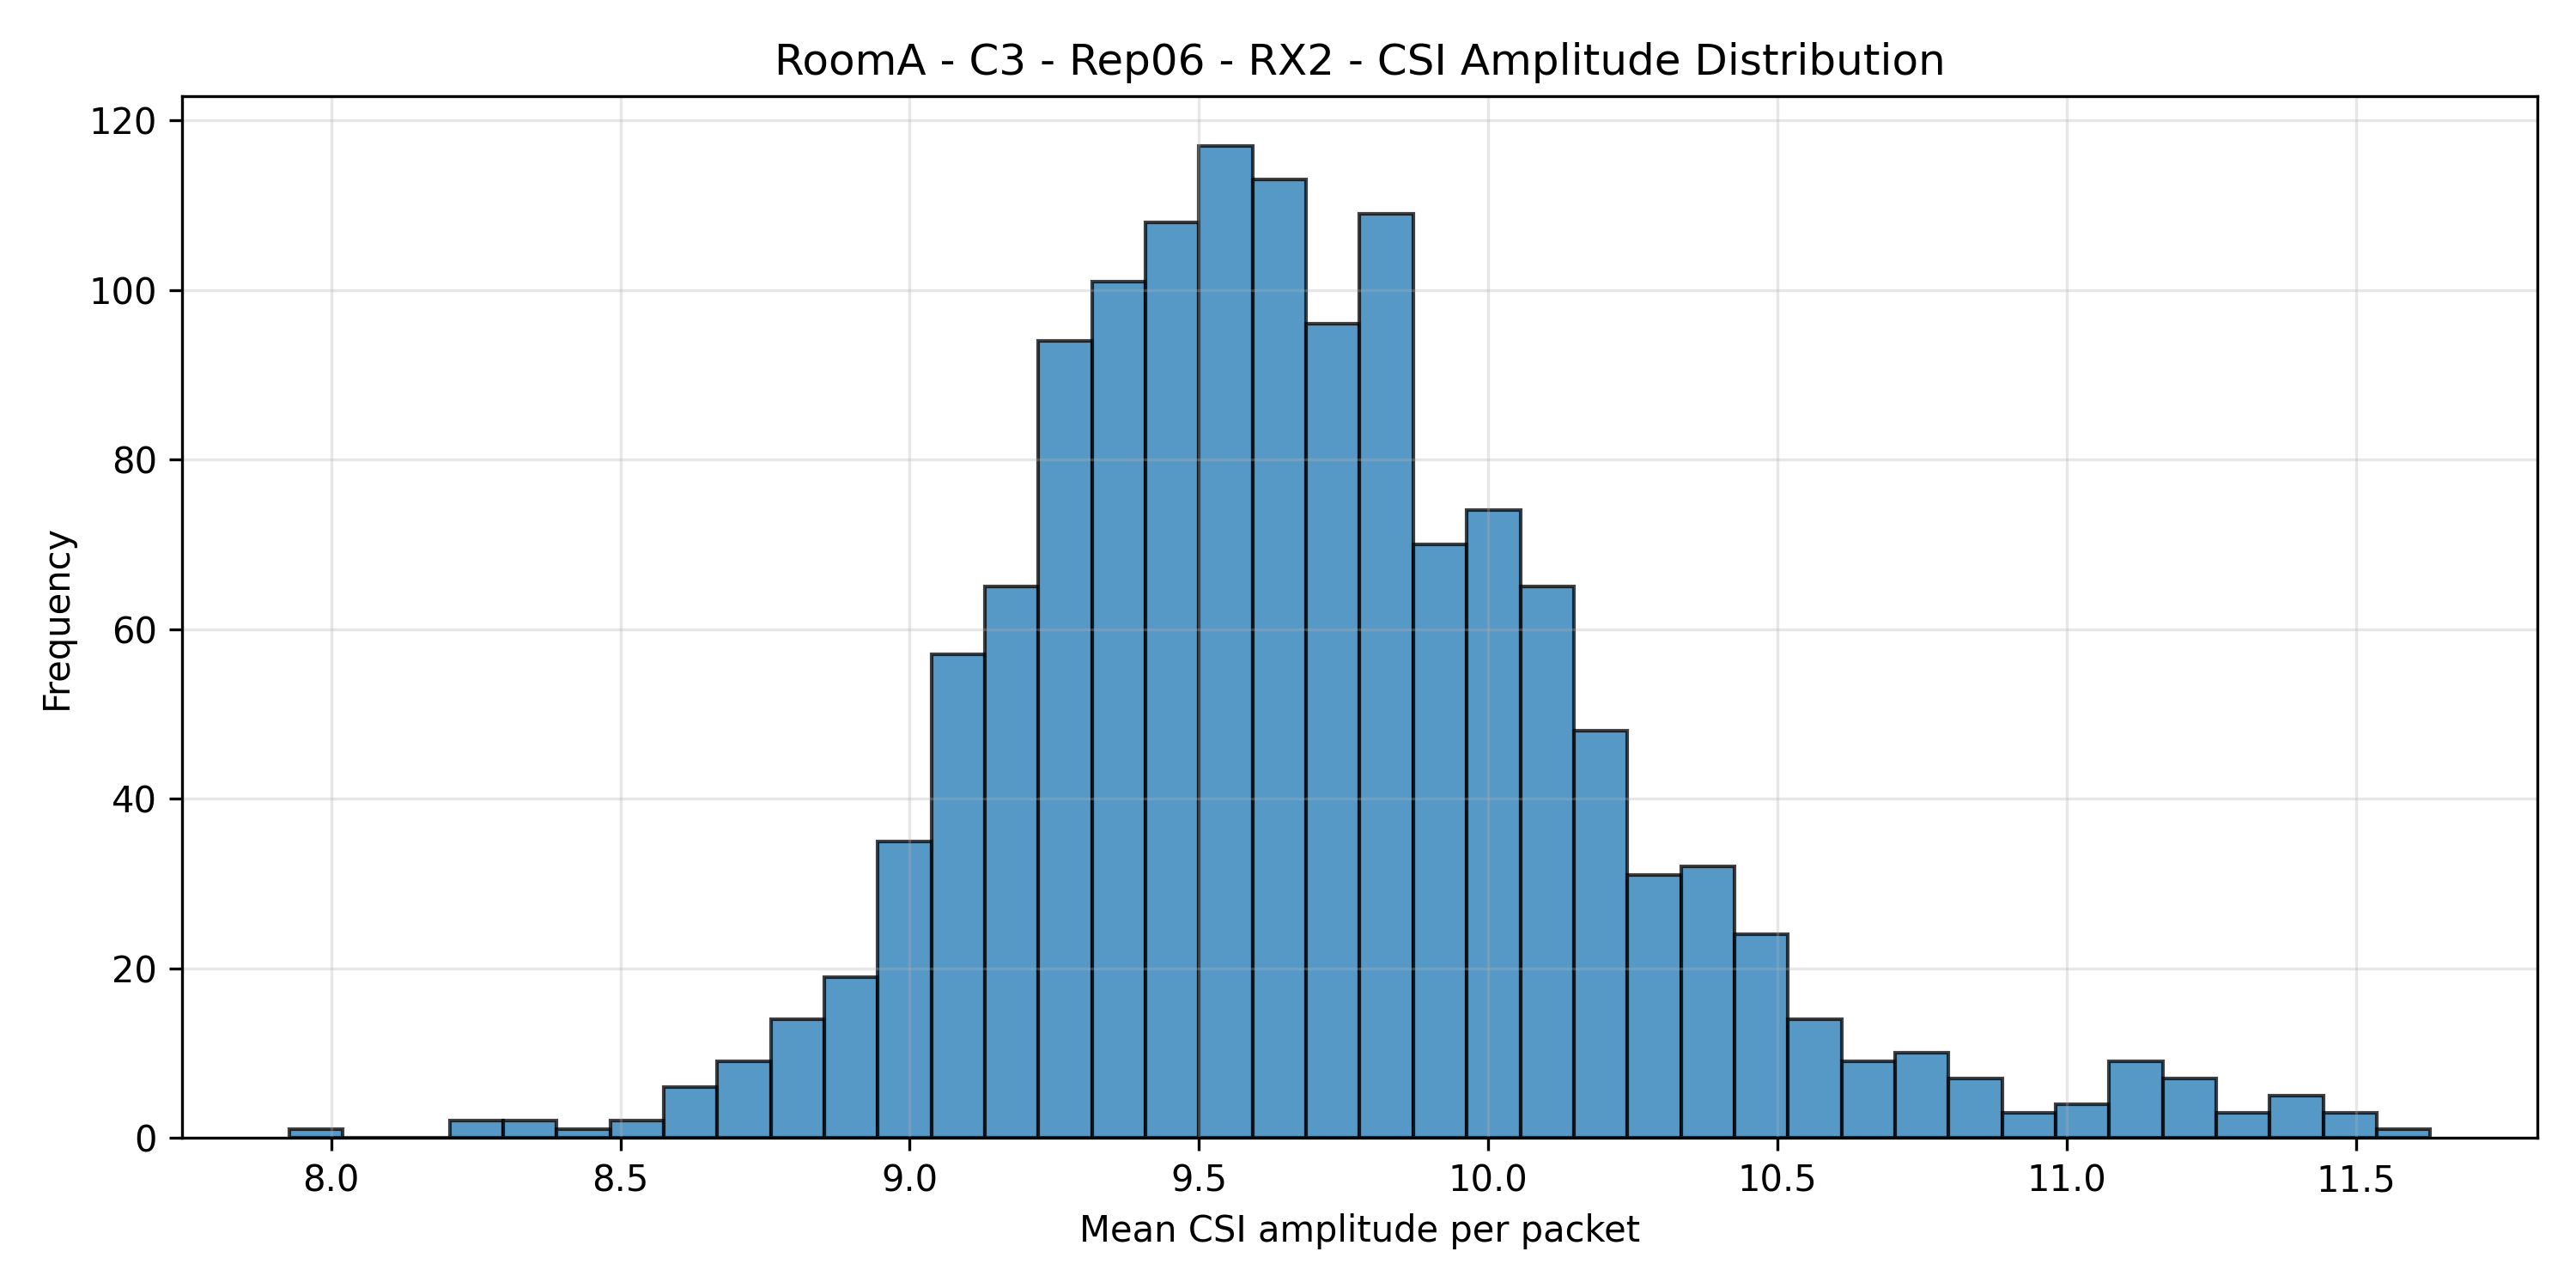 RoomA - C3 - Rep06 - RX2 - CSI Amplitude Distribution
120
100
80
60
40
20
0
Frequency
8.0 8.5 9.0 9.5 10.0 10.5 11.0 11.5
Mean CSI amplitude per packet